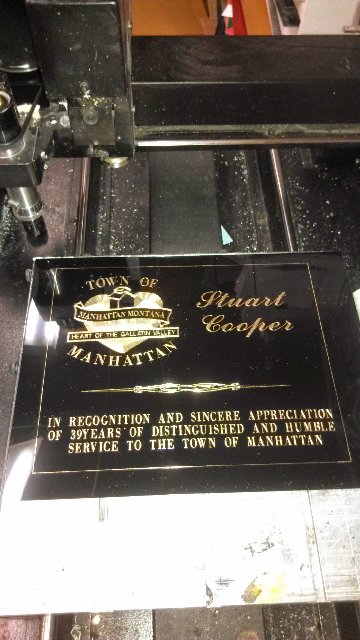 TOWN OF
MANHATTAN MONTANA
HEART OF THE GALLATIN VALLEY
MANHATTAN
Stuart
Cooper
IN RECOGNITION AND SINCERE APPRECIATION
OF 39YEARS OF DISTINGUISHED AND HUMBLE
SERVICE TO THE TOWN OF MANHATTAN